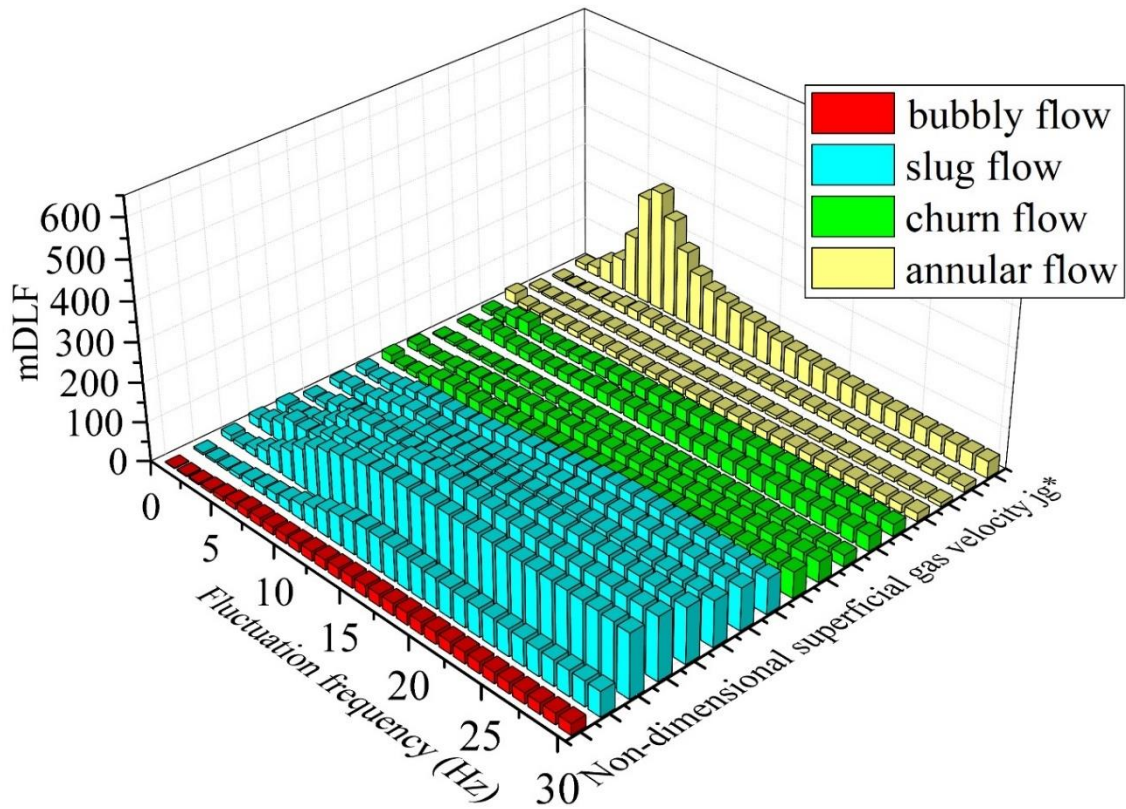 bubbly flow
slug flow
churn flow
annular flow
600
500
400
300
200
100
0
mDLF
0
5
10
15
20
25
30
Fluctuation frequency (Hz)
Non-dimensional superficial gas velocity jg*